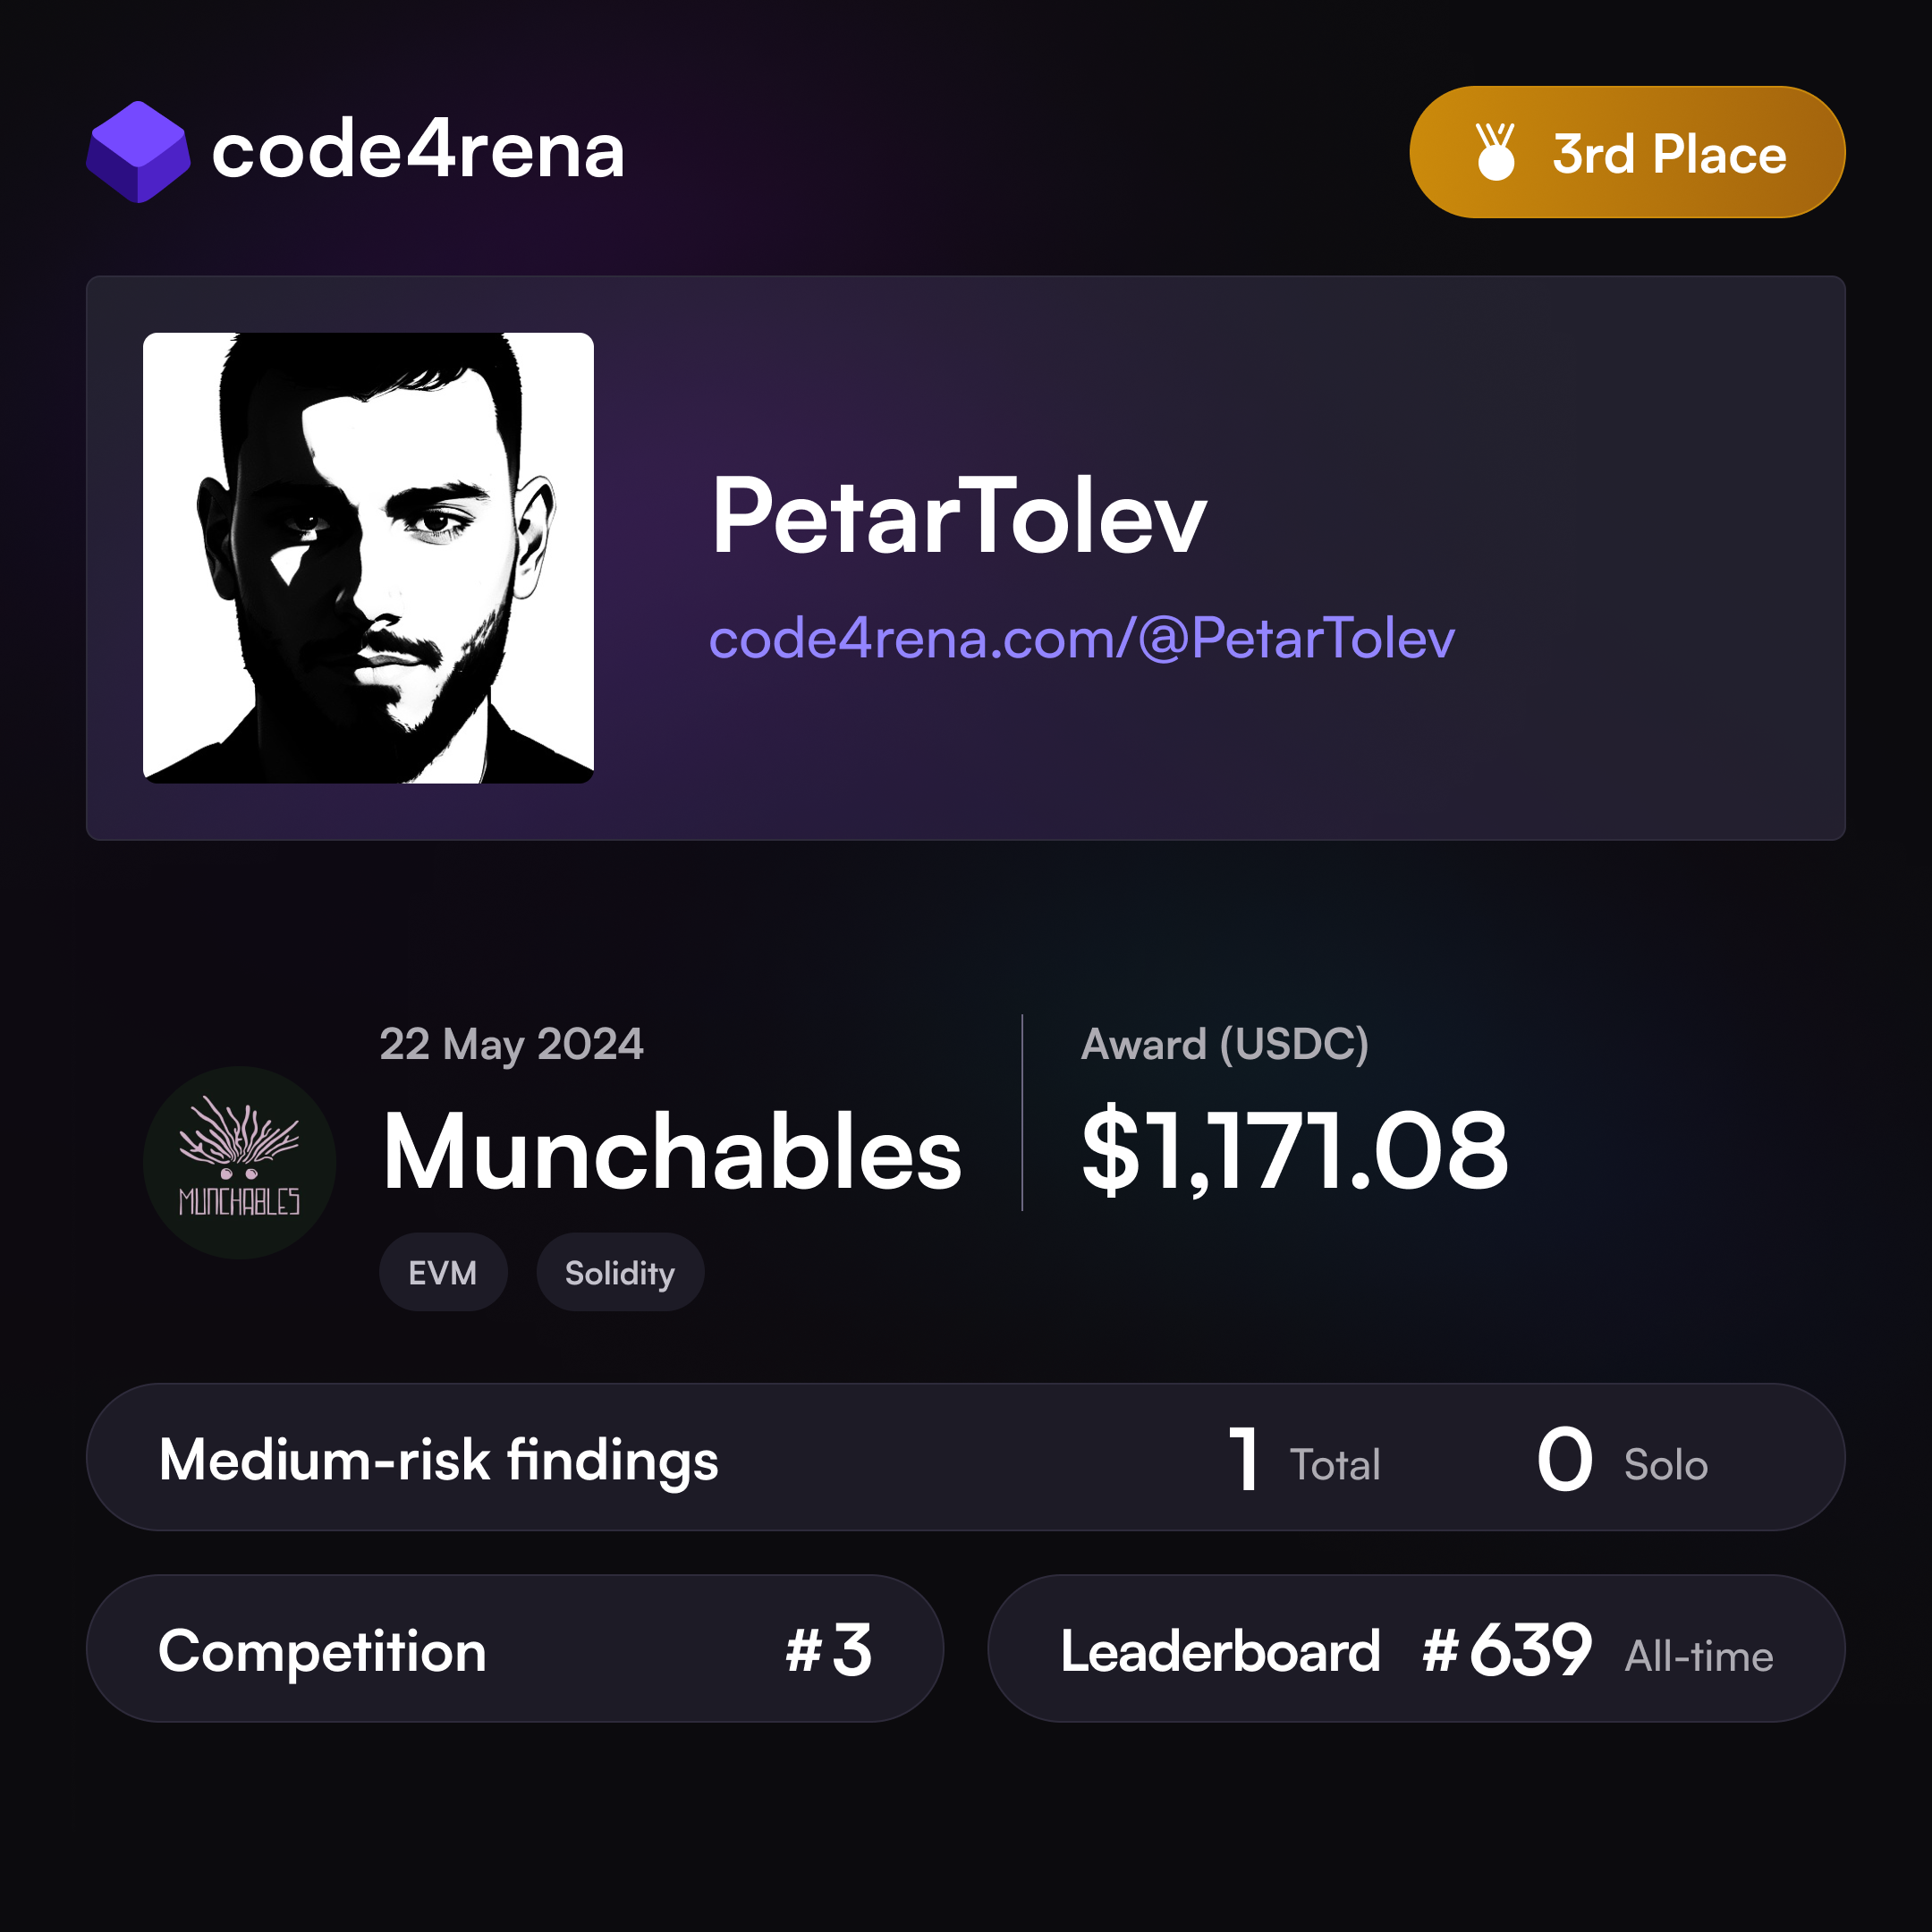 code4rena
3rd Place
PetarTolev
code4rena.com/@PetarTolev
22 May 2024
Munchables
MUNCHABLES
EVM
Solidity
Award (USDC)
$1,171.08
Medium-risk findings 1 Total 0 Solo
Competition #3
Leaderboard #639 All-time